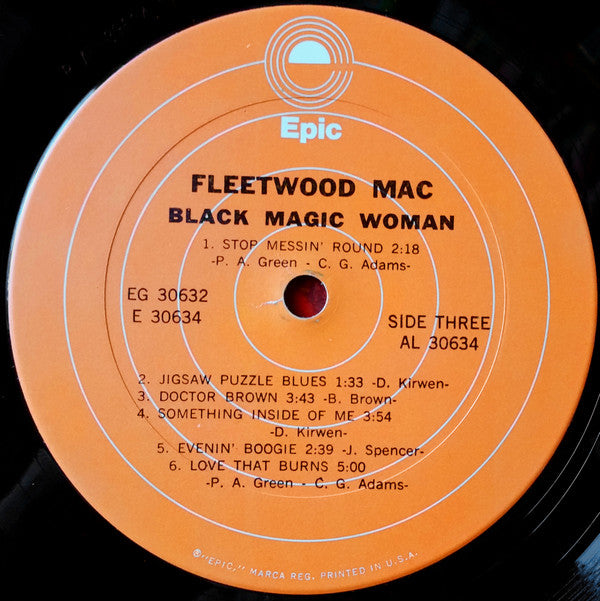 Epic
FLEETWOOD MAC
BLACK MAGIC WOMAN
1. STOP MESSIN' ROUND 2:18
-P. A. Green - C. G. Adams-
EG 30632
E 30634
SIDE THREE
AL 30634
2. JIGSAW PUZZLE BLUES 1:33 -D. Kirwen-
3. DOCTOR BROWN 3:43 -B. Brown-
4. SOMETHING INSIDE OF ME 3:54
-D. Kirwen-
5. EVENIN' BOOGIE 2:39 -J. Spencer-
6. LOVE THAT BURNS 5:00
-P. A. Green - C. G. Adams-
®"EPIC," MARCA REG. PRINTED IN U.S.A.